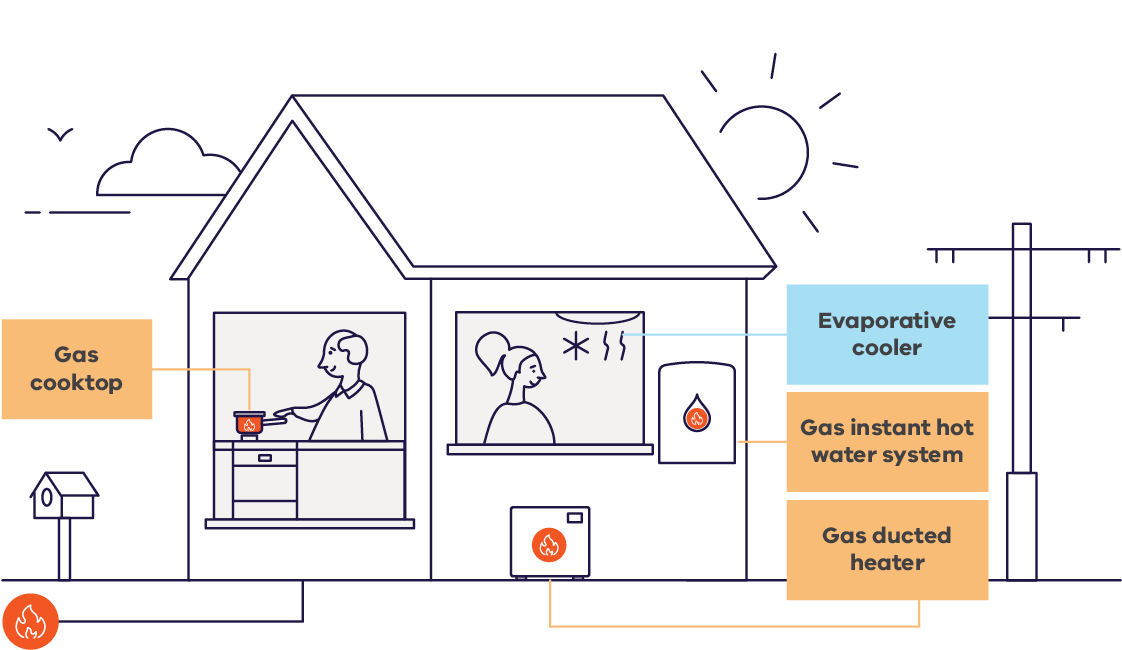 Gas
cooktop
Evaporative
cooler
Gas instant hot
water system
Gas ducted
heater